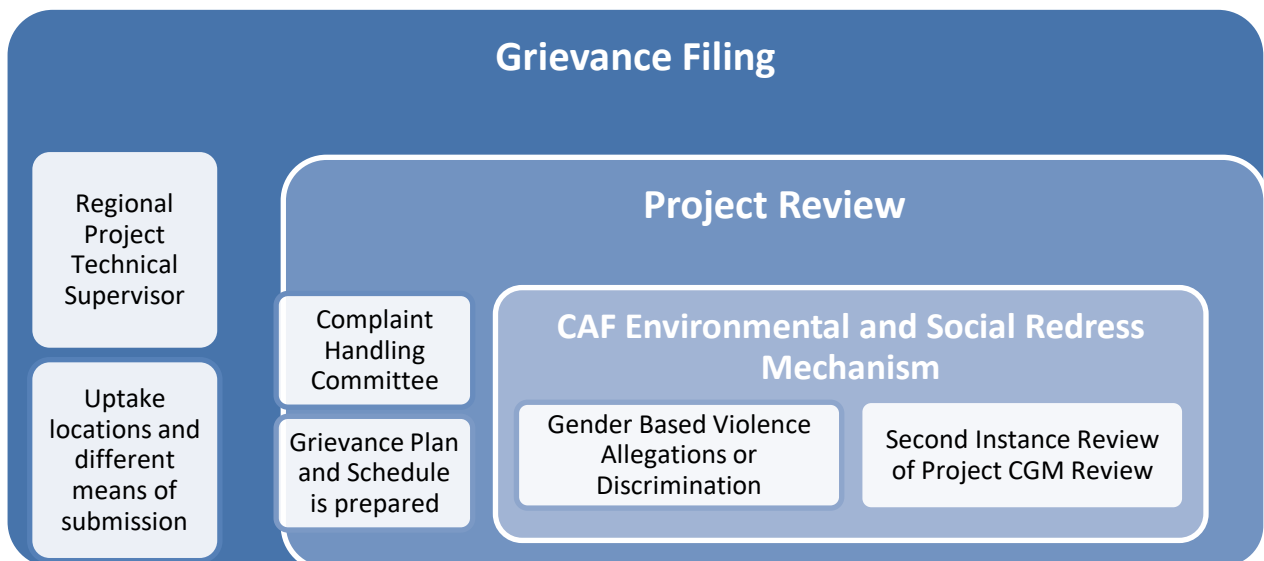 Grievance Filing
Regional
Project
Technical
Supervisor
Uptake
locations and
different
means of
submission
Project Review
Complaint
Handling
Committee
Grievance Plan
and Schedule
is prepared
CAF Environmental and Social Redress
Mechanism
Gender Based Violence
Allegations or
Discrimination
Second Instance Review
of Project CGM Review